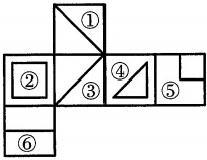 ①
② ③ ④ ⑤
⑥